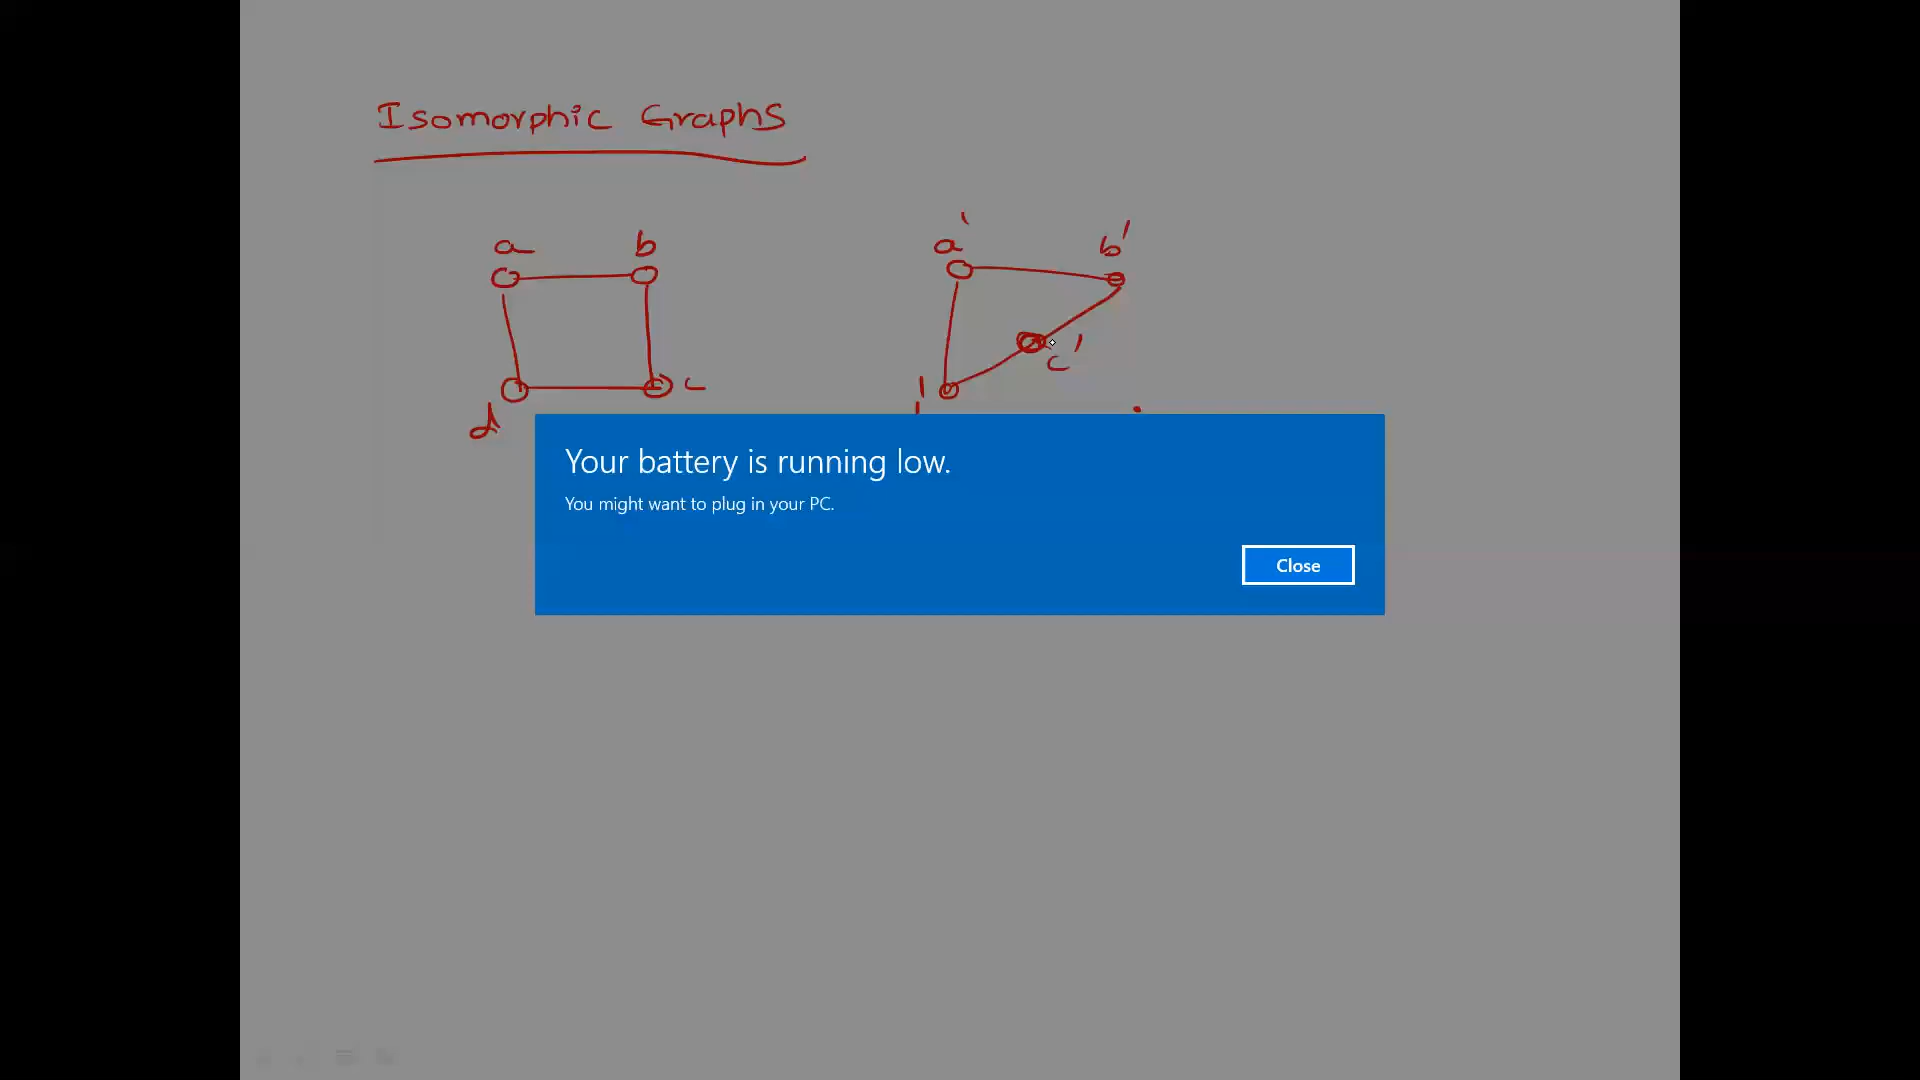 Isomorphic Graphs
a b a' b'
c'
c
d
Your battery is running low.
You might want to plug in your PC.
Close